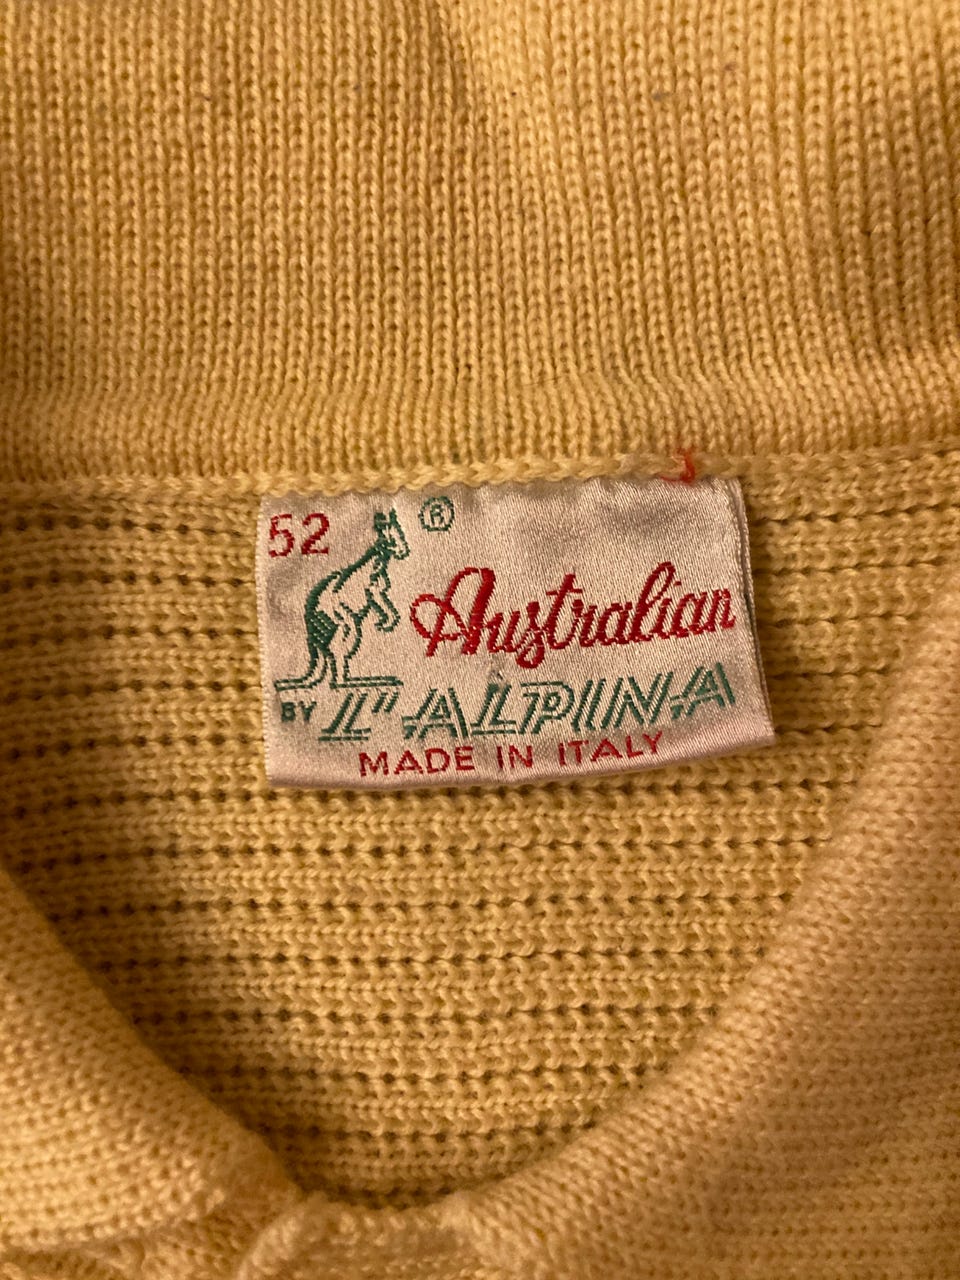 52 ®
Australian
BY L'ALPINA
MADE IN ITALY